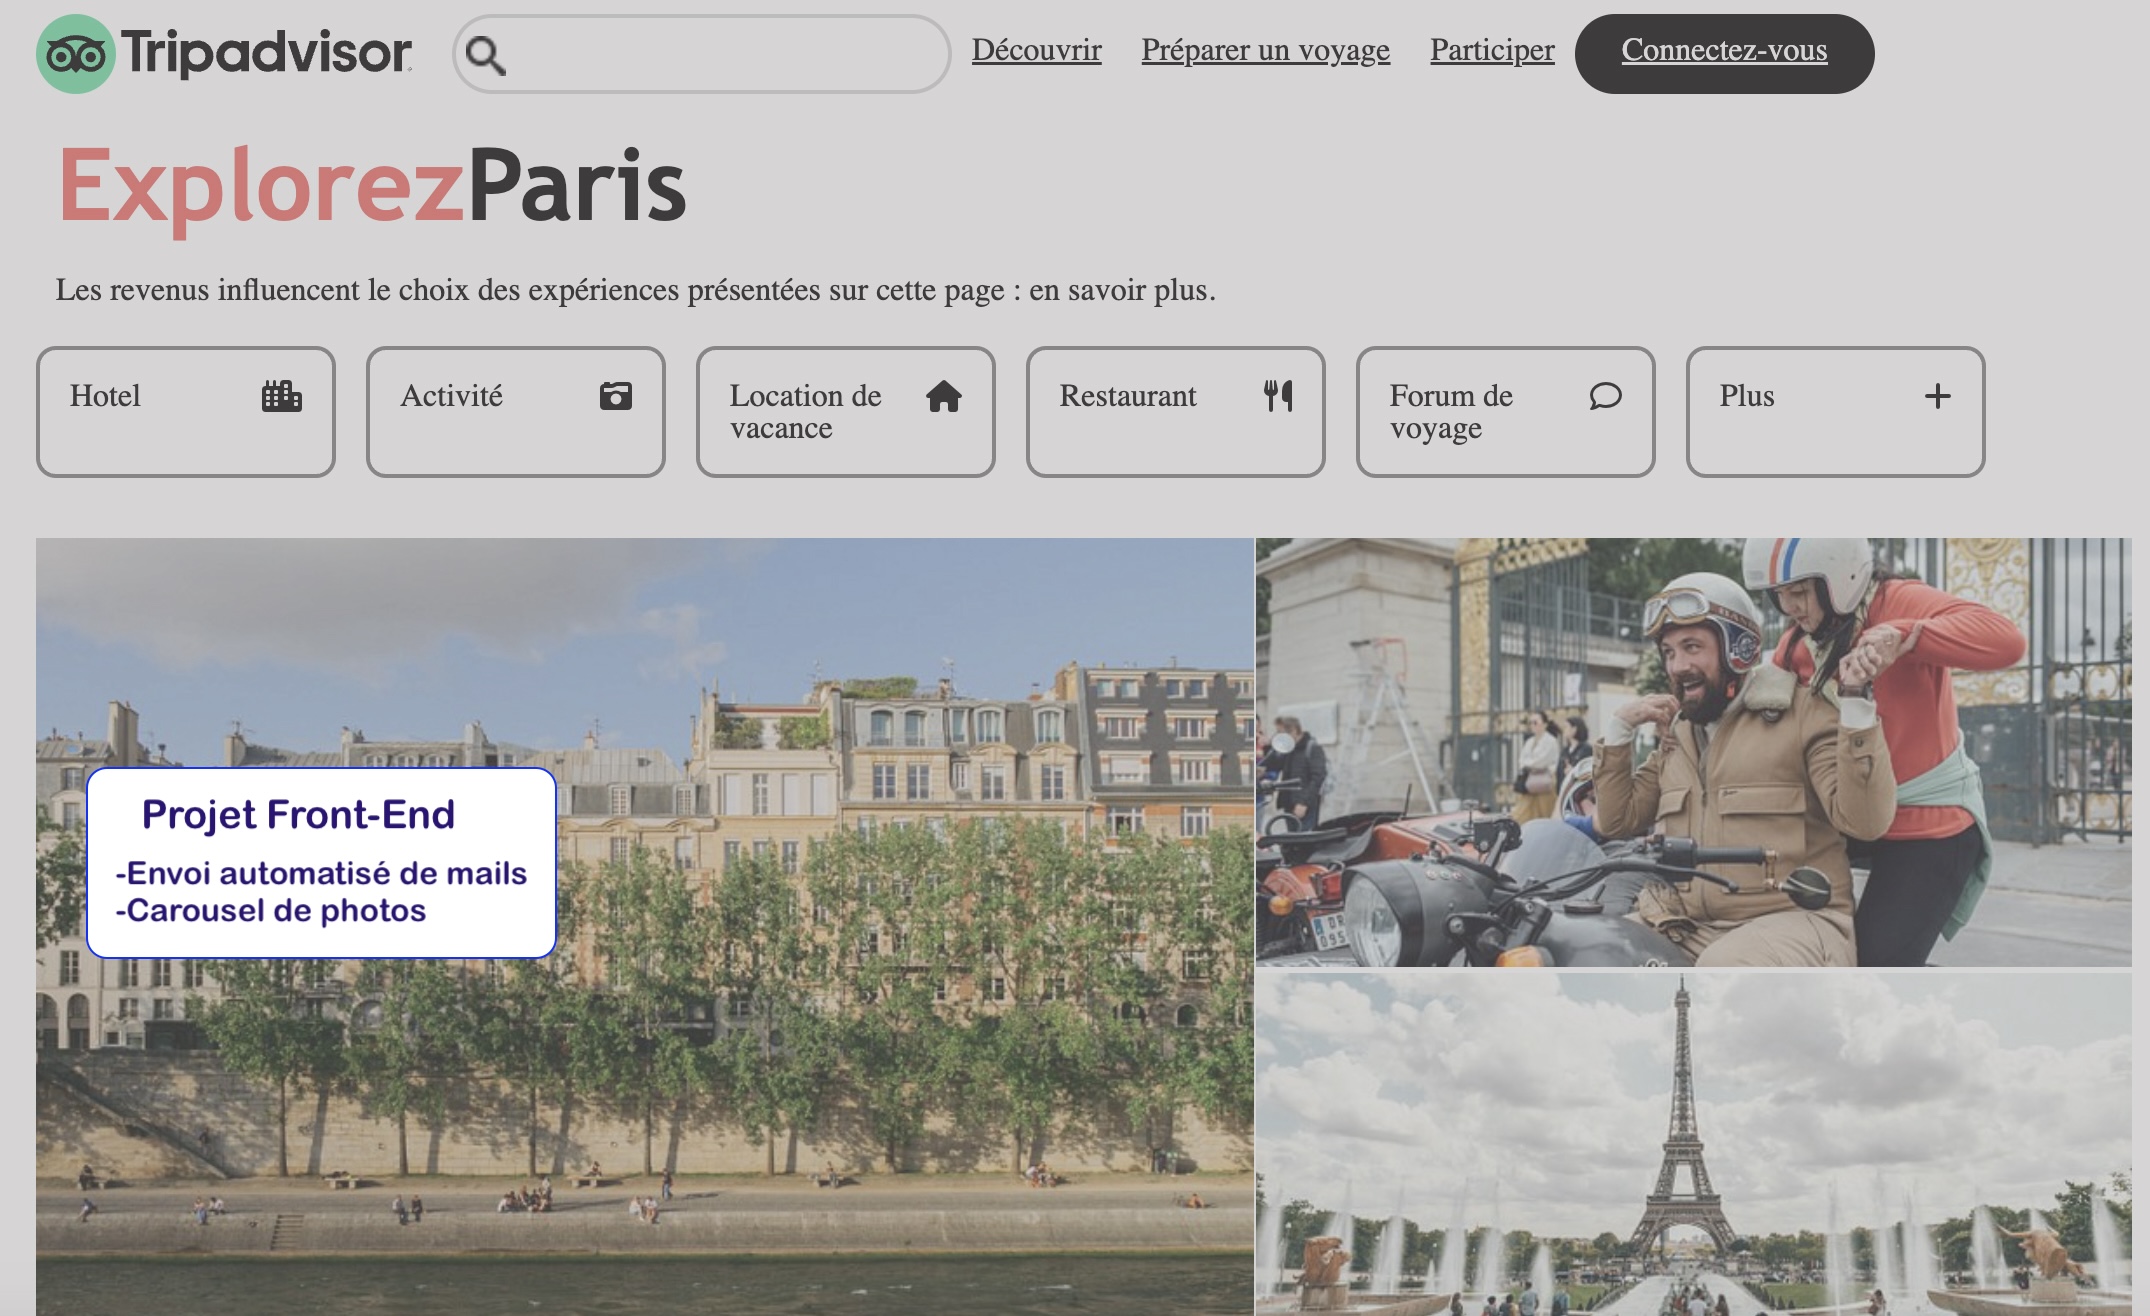 Tripadvisor
Découvrir
Préparer un voyage
Participer
Connectez-vous
ExplorezParis
Les revenus influencent le choix des expériences présentées sur cette page : en savoir plus.
Hotel
Activité
Location de
vacance
Restaurant
Forum de
voyage
Plus
Projet Front-End
-Envoi automatisé de mails
-Carousel de photos